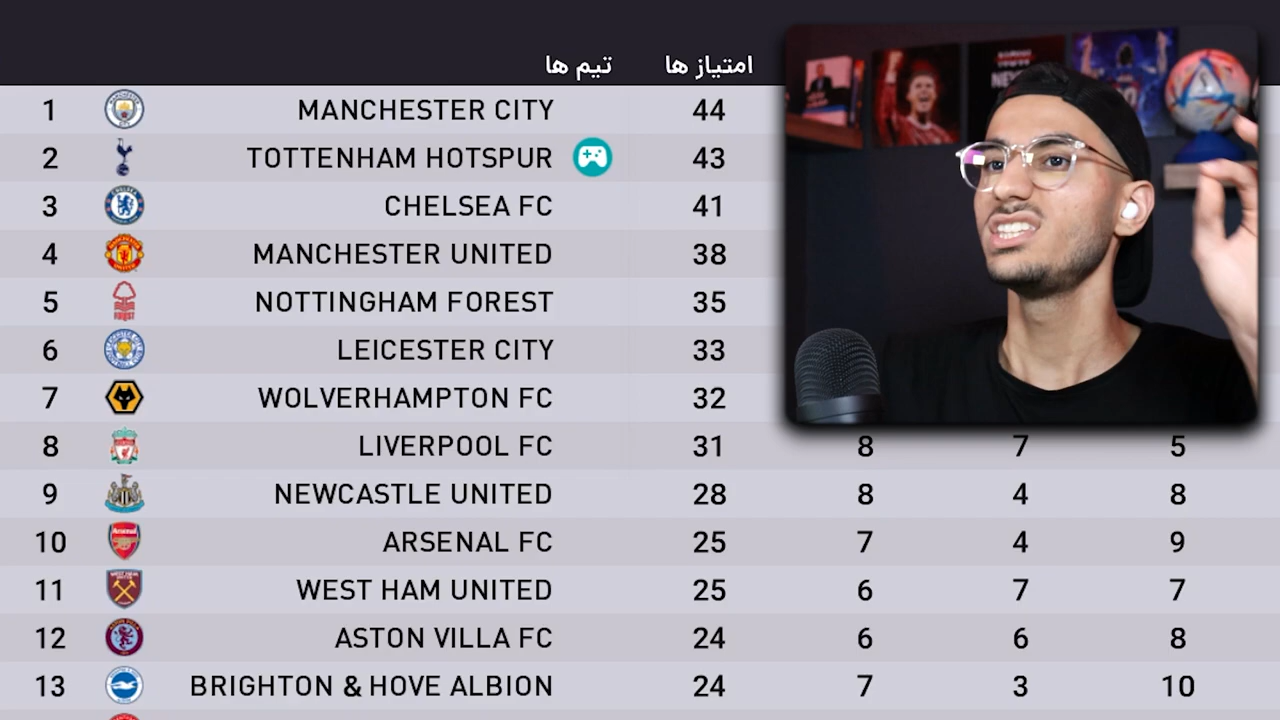 تیم ها امتیاز ها
1 MANCHESTER CITY 44
2 TOTTENHAM HOTSPUR 43
3 CHELSEA FC 41
4 MANCHESTER UNITED 38
5 NOTTINGHAM FOREST 35
6 LEICESTER CITY 33
7 WOLVERHAMPTON FC 32
8 LIVERPOOL FC 31 8 7 5
9 NEWCASTLE UNITED 28 8 4 8
10 ARSENAL FC 25 7 4 9
11 WEST HAM UNITED 25 6 7 7
12 ASTON VILLA FC 24 6 6 8
13 BRIGHTON & HOVE ALBION 24 7 3 10